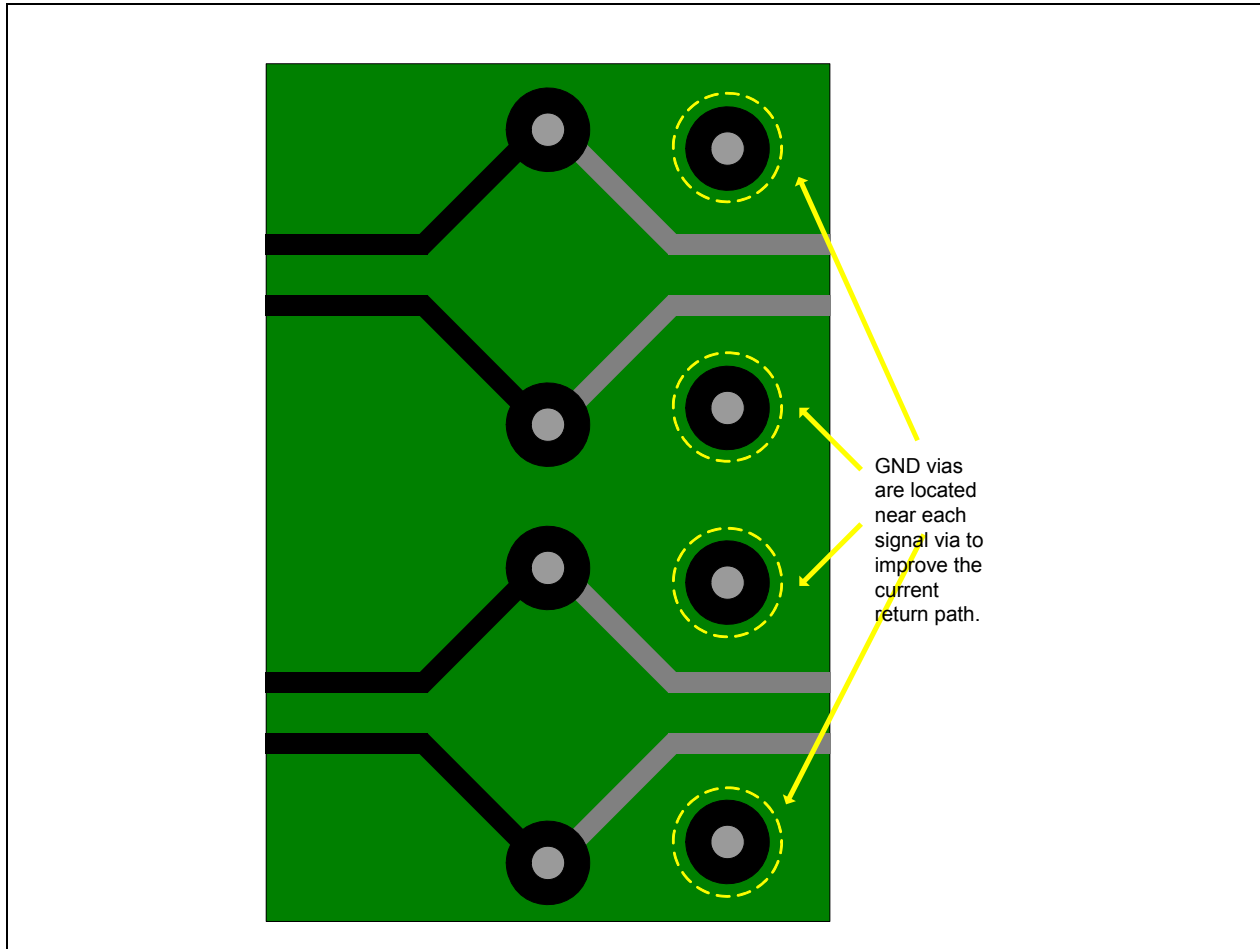 GND vias
are located
near each
signal via to
improve the
current
return path.